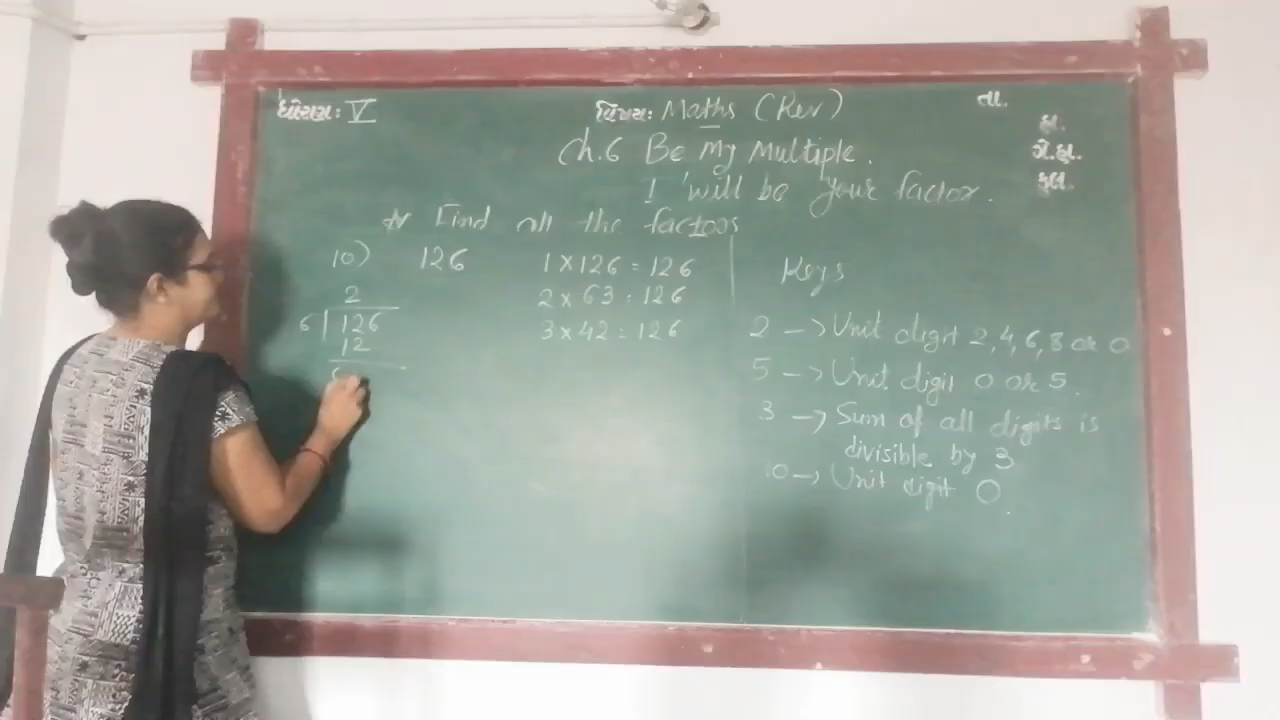 ધોરણ: V વિષય: Maths (Rev) તા.
Ch.6 Be My Multiple. હા.
I 'will be your factor. ગે.હા.
કુલ.
* Find all the factors
10) 126 1 x 126 = 126
2 x 63 = 126
3 x 42 = 126
2
6 126
12
0
Keys
2 -> Unit digit 2, 4, 6, 8 or 0
5 -> Unit digit 0 or 5.
3 -> Sum of all digits is
divisible by 3
10 -> Unit digit 0.